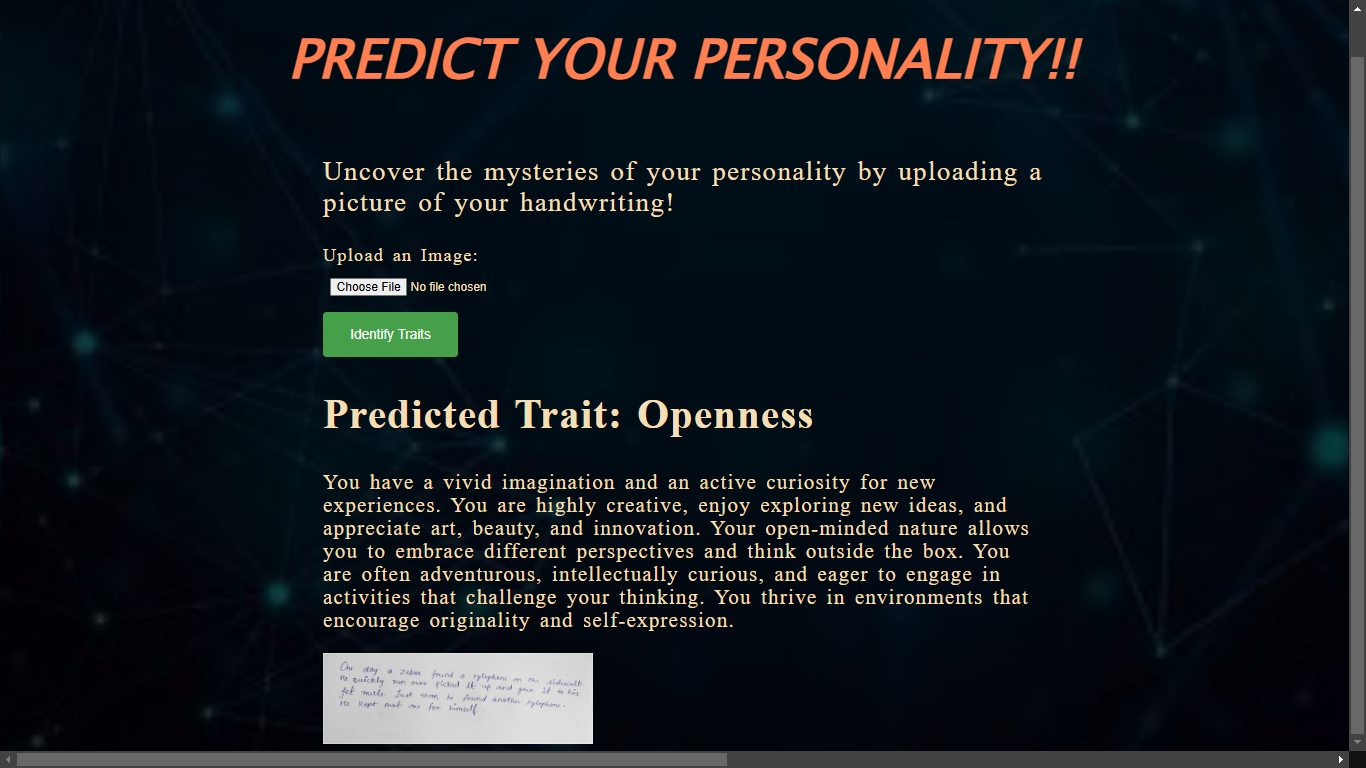 PREDICT YOUR PERSONALITY!!
Uncover the mysteries of your personality by uploading a
picture of your handwriting!
Upload an Image:
Choose File No file chosen
Identify Traits
Predicted Trait: Openness
You have a vivid imagination and an active curiosity for new
experiences. You are highly creative, enjoy exploring new ideas, and
appreciate art, beauty, and innovation. Your open-minded nature allows
you to embrace different perspectives and think outside the box. You
are often adventurous, intellectually curious, and eager to engage in
activities that challenge your thinking. You thrive in environments that
encourage originality and self-expression.
day a zebra found a xylophone on sidewalk
He quickly ran over picked it up and gave it to his
pet mule. Just then he found another xylophone.
He kept that one for himself.